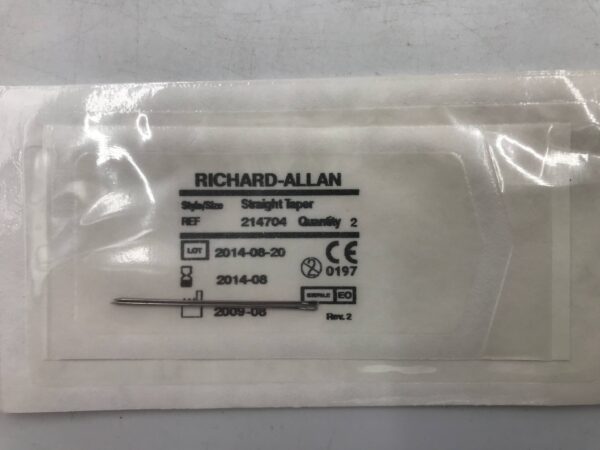 RICHARD-ALLAN
Style/Size Straight Taper
REF 214704 Quantity 2
LOT 2014-08-20
CE
2014-08
0197
STERILE EO
2009-08
Rev. 2